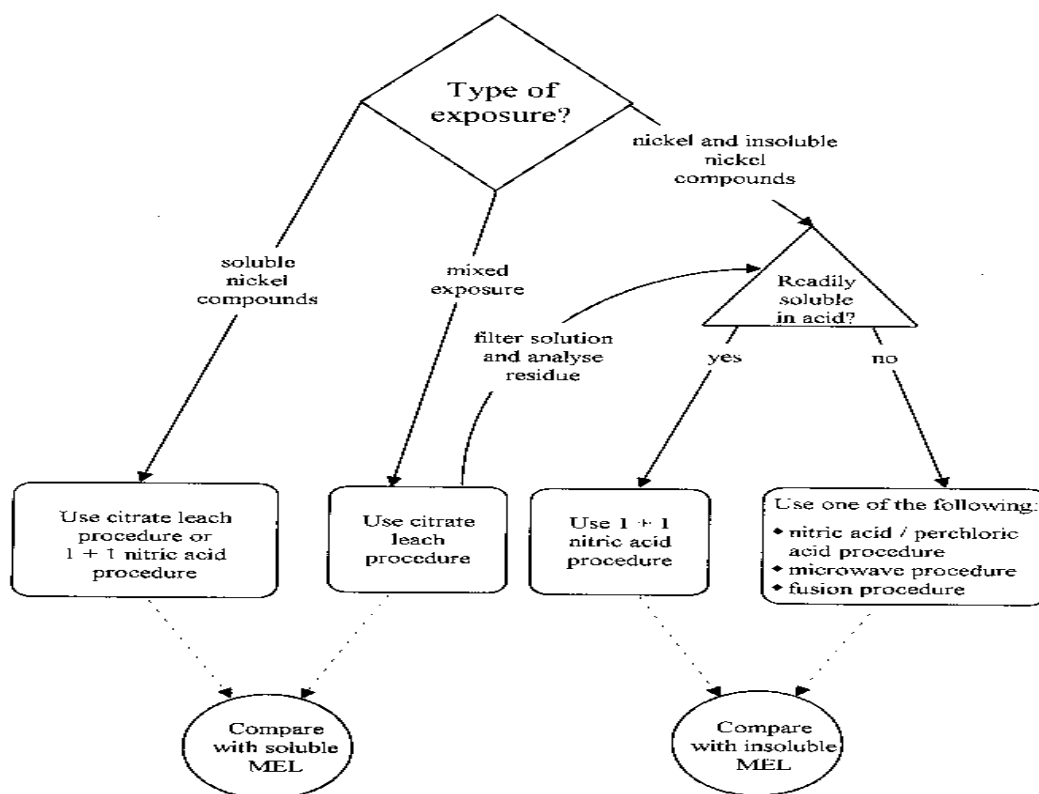 Type of
exposure?
nickel and insoluble
nickel
compounds
soluble
nickel
compounds
mixed
exposure
Readily
soluble
in acid?
filter solution
and analyse
residue
yes
no
Use citrate leach
procedure or
1 + 1 nitric acid
procedure
Use citrate
leach
procedure
Use 1 + 1
nitric acid
procedure
Use one of the following:
◆ nitric acid / perchloric
acid procedure
◆ microwave procedure
◆ fusion procedure
Compare
with soluble
MEL
Compare
with insoluble
MEL